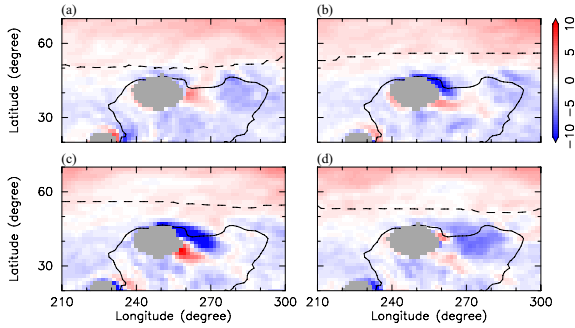 (a) (b)
60
30
Latitude (degree)
10
5
0
−5
−10
(c) (d)
60
30
Latitude (degree)
210 240 270 300 210 240 270 300
Longitude (degree) Longitude (degree)